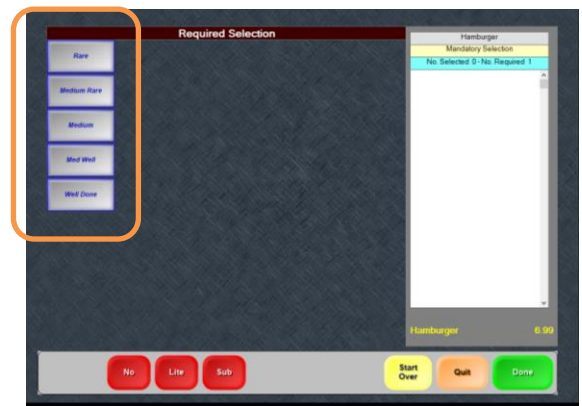 Required Selection
Rare
Medium Rare
Medium
Med Well
Well Done
Hamburger
Mandatory Selection
No. Selected 0 - No. Required 1
Hamburger 6.99
No
Lite
Sub
Start
Over
Quit
Done